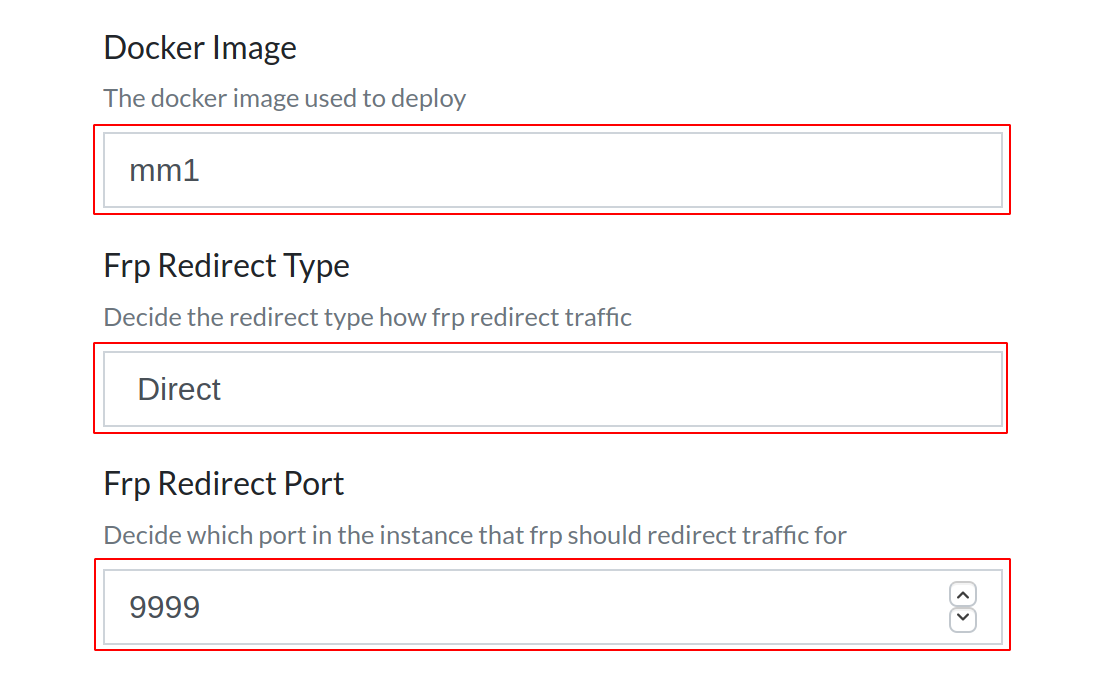 Docker Image
The docker image used to deploy
mm1
Frp Redirect Type
Decide the redirect type how frp redirect traffic
Direct
Frp Redirect Port
Decide which port in the instance that frp should redirect traffic for
9999